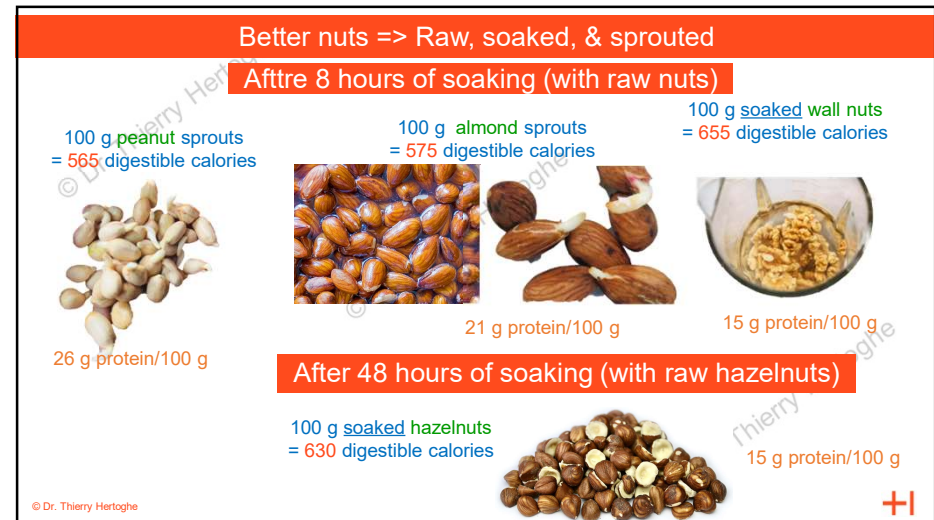 Better nuts => Raw, soaked, & sprouted
Afttre 8 hours of soaking (with raw nuts)
100 g peanut sprouts
= 565 digestible calories
100 g almond sprouts
= 575 digestible calories
100 g soaked wall nuts
= 655 digestible calories
26 g protein/100 g
21 g protein/100 g
15 g protein/100 g
After 48 hours of soaking (with raw hazelnuts)
100 g soaked hazelnuts
= 630 digestible calories
15 g protein/100 g
© Dr. Thierry Hertoghe